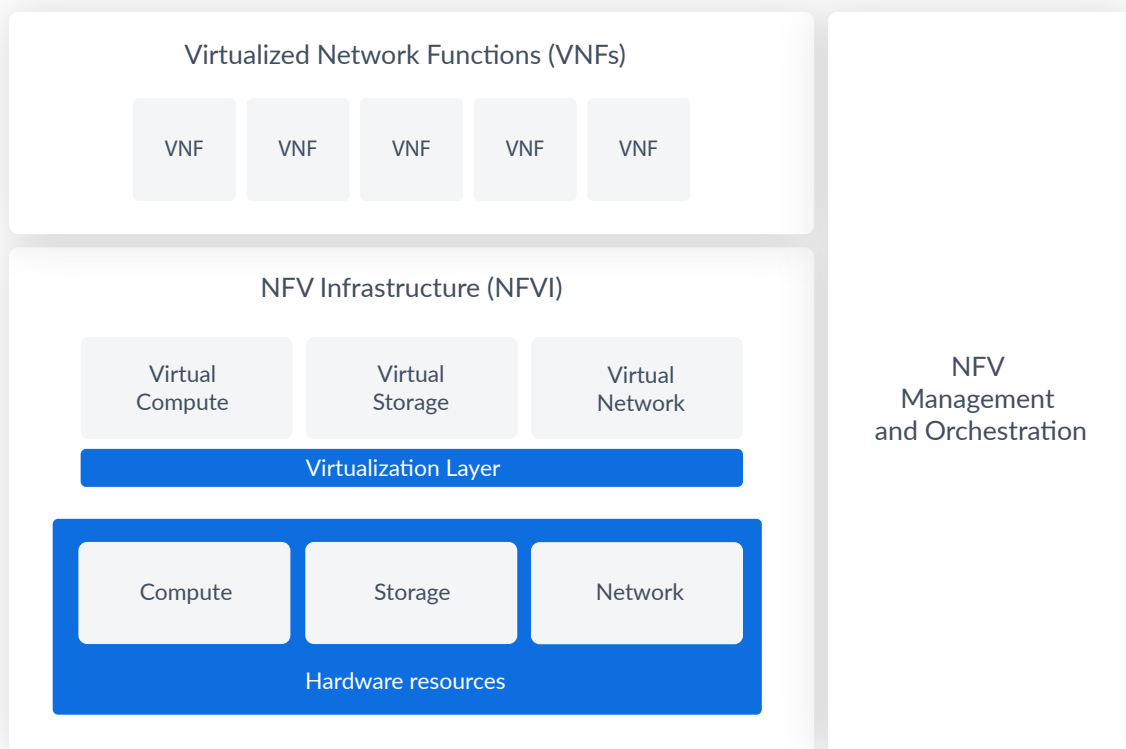 Virtualized Network Functions (VNFs)
VNF
VNF
VNF
VNF
VNF
NFV Infrastructure (NFVI)
Virtual
Compute
Virtual
Storage
Virtual
Network
Virtualization Layer
Compute
Storage
Network
Hardware resources
NFV
Management
and Orchestration